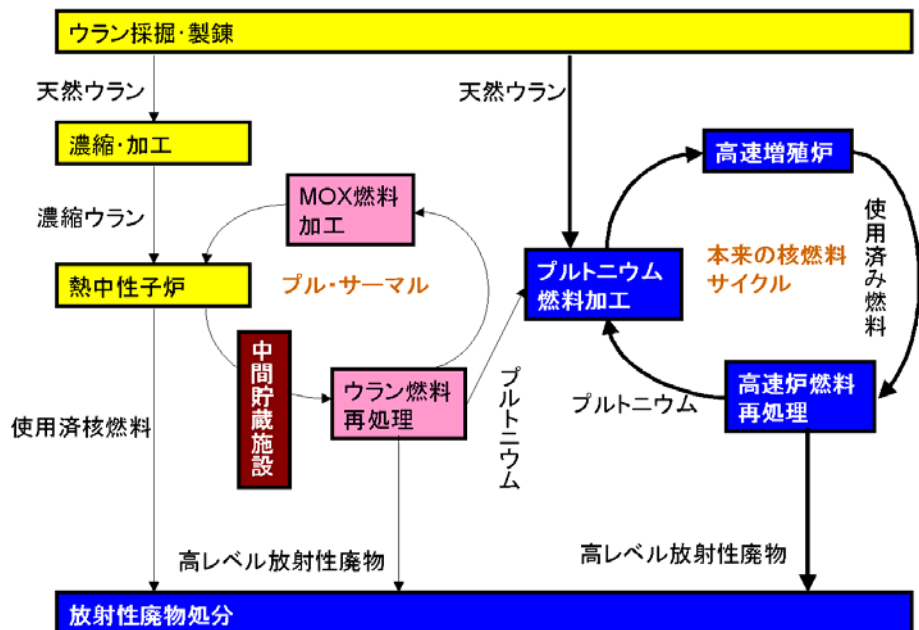 ウラン採掘・製錬
天然ウラン
天然ウラン
濃縮・加工
高速増殖炉
濃縮ウラン
MOX燃料
加工
使用済み燃料
熱中性子炉
プル・サーマル
プルトニウム
燃料加工
本来の核燃料
サイクル
中間貯蔵施設
ウラン燃料
再処理
プルトニウム
プルトニウム
高速炉燃料
再処理
使用済核燃料
高レベル放射性廃物
高レベル放射性廃物
放射性廃物処分